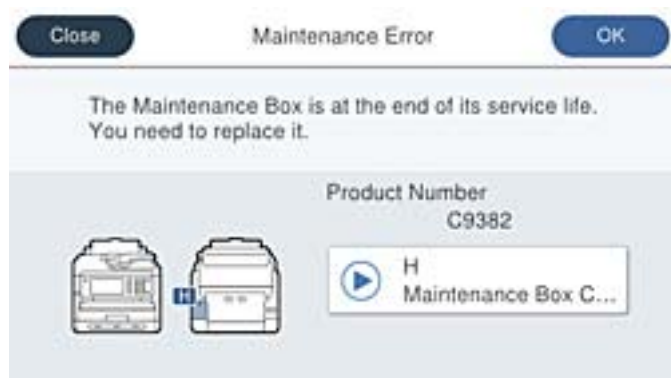 Close
Maintenance Error
OK
The Maintenance Box is at the end of its service life.
You need to replace it.
Product Number
C9382
H
H
Maintenance Box C...